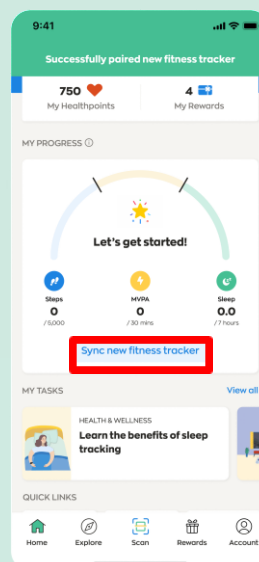 9:41
Successfully paired new fitness tracker
750
4
My Healthpoints
My Rewards
MY PROGRESS
Let's get started!
Steps
MVPA
Sleep
0
0
0.0
/ 5,000
/ 30 mins
/ 7 hours
Sync new fitness tracker
MY TASKS
View all
HEALTH & WELLNESS
Learn the benefits of sleep
tracking
QUICK LINKS
Home
Explore
Scan
Rewards
Account